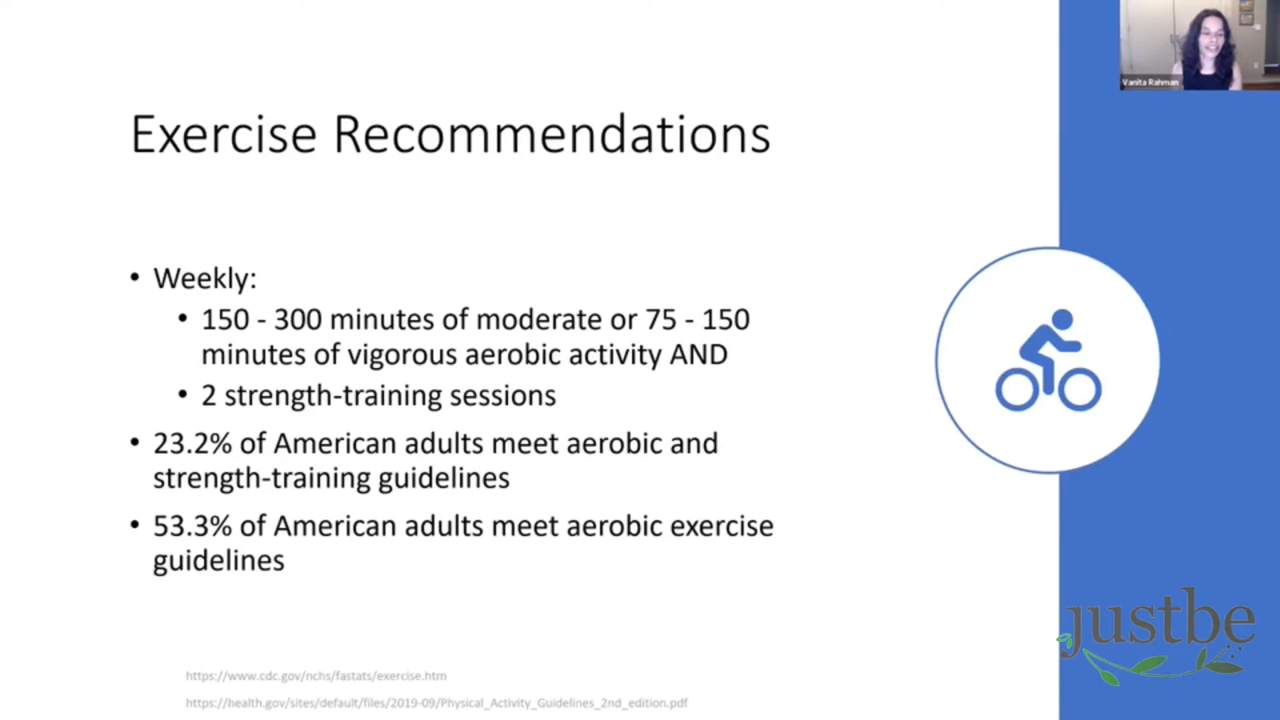 Vanita Rahman
Exercise Recommendations
• Weekly:
• 150 - 300 minutes of moderate or 75 - 150
minutes of vigorous aerobic activity AND
• 2 strength-training sessions
• 23.2% of American adults meet aerobic and
strength-training guidelines
• 53.3% of American adults meet aerobic exercise
guidelines
justbe
https://www.cdc.gov/nchs/fastats/exercise.htm
https://health.gov/sites/default/files/2019-09/Physical_Activity_Guidelines_2nd_edition.pdf